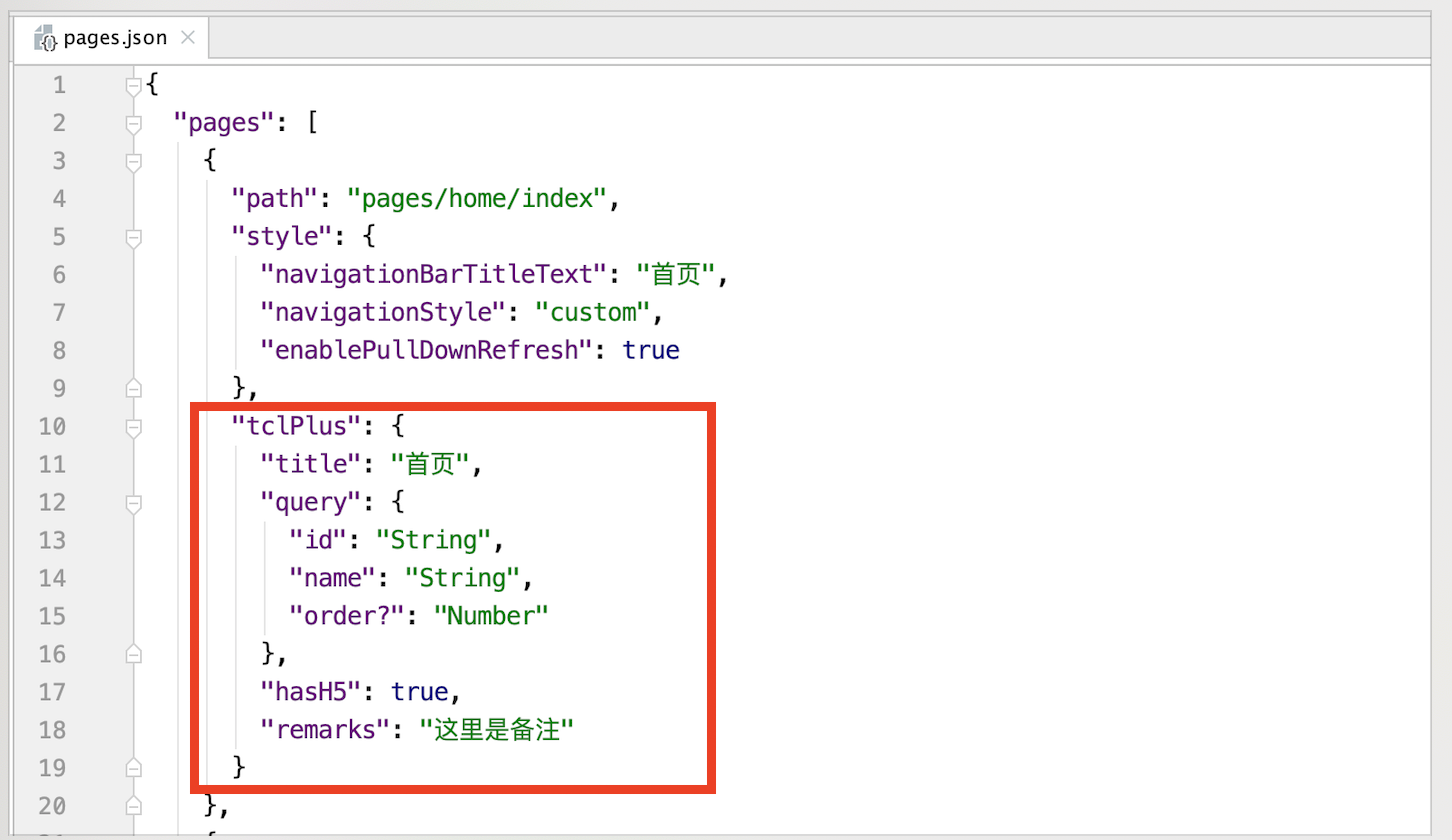 pages.json
1 {
2 "pages": [
3 {
4 "path": "pages/home/index",
5 "style": {
6 "navigationBarTitleText": "首页",
7 "navigationStyle": "custom",
8 "enablePullDownRefresh": true
9 },
10 "tclPlus": {
11 "title": "首页",
12 "query": {
13 "id": "String",
14 "name": "String",
15 "order?": "Number"
16 },
17 "hasH5": true,
18 "remarks": "这里是备注"
19 }
20 },